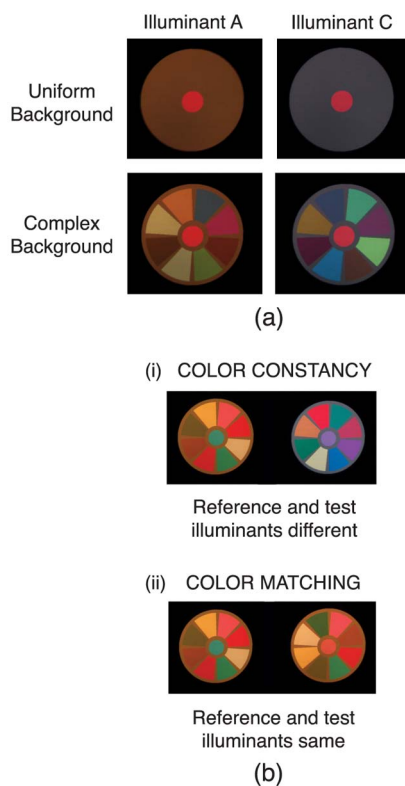 Illuminant A
Illuminant C
Uniform
Background
Complex
Background
(a)
(i) COLOR CONSTANCY
Reference and test
illuminants different
(ii) COLOR MATCHING
Reference and test
illuminants same
(b)